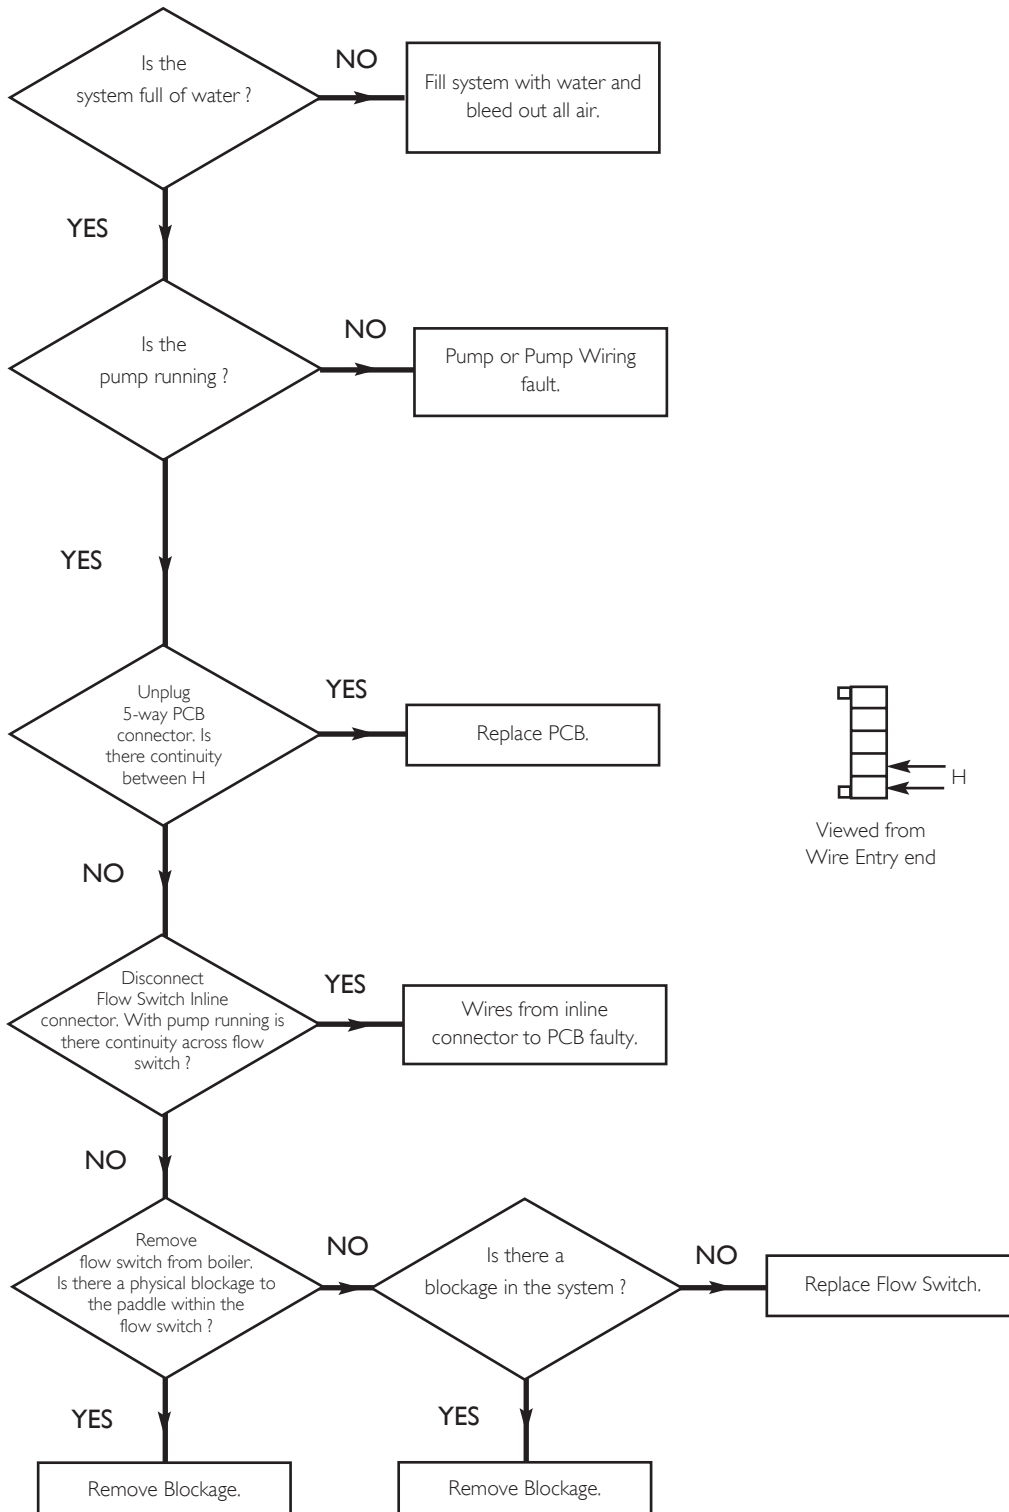 Is the
system full of water ?
NO
Fill system with water and
bleed out all air.
YES
Is the
pump running ?
NO
Pump or Pump Wiring
fault.
YES
Unplug
5-way PCB
connector. Is
there continuity
between H
YES
Replace PCB.
H
Viewed from
Wire Entry end
NO
Disconnect
Flow Switch Inline
connector. With pump running is
there continuity across flow
switch ?
YES
Wires from inline
connector to PCB faulty.
NO
Remove
flow switch from boiler.
Is there a physical blockage to
the paddle within the
flow switch ?
NO
Is there a
blockage in the system ?
NO
Replace Flow Switch.
YES
Remove Blockage.
YES
Remove Blockage.